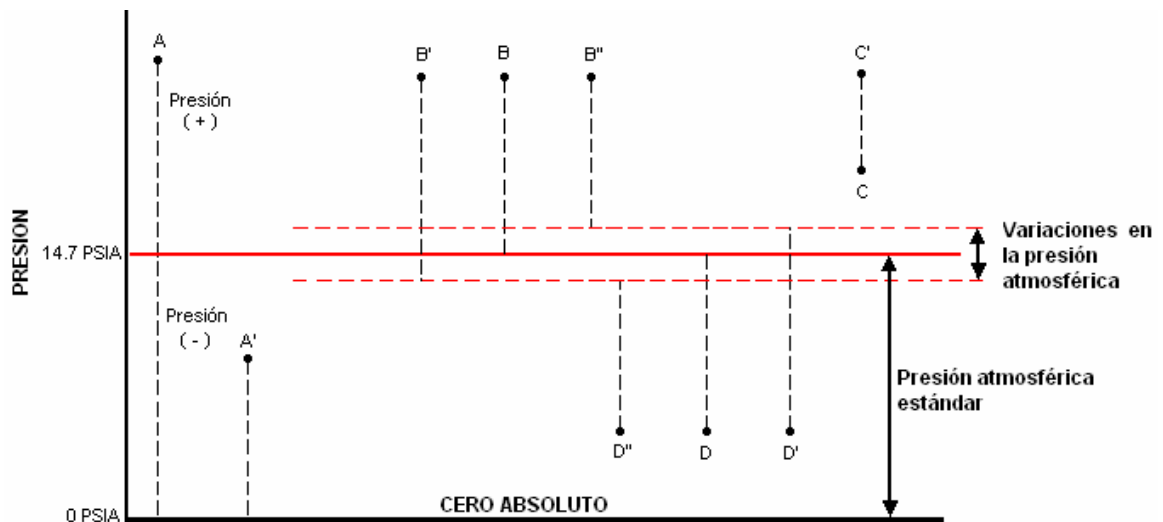 A
B'
B
B"
C'
Presión
( + )
C
PRESION
14.7 PSIA
Variaciones en
la presión
atmosférica
Presión
( - )
A'
Presión atmosférica
estándar
D"
D
D'
CERO ABSOLUTO
0 PSIA